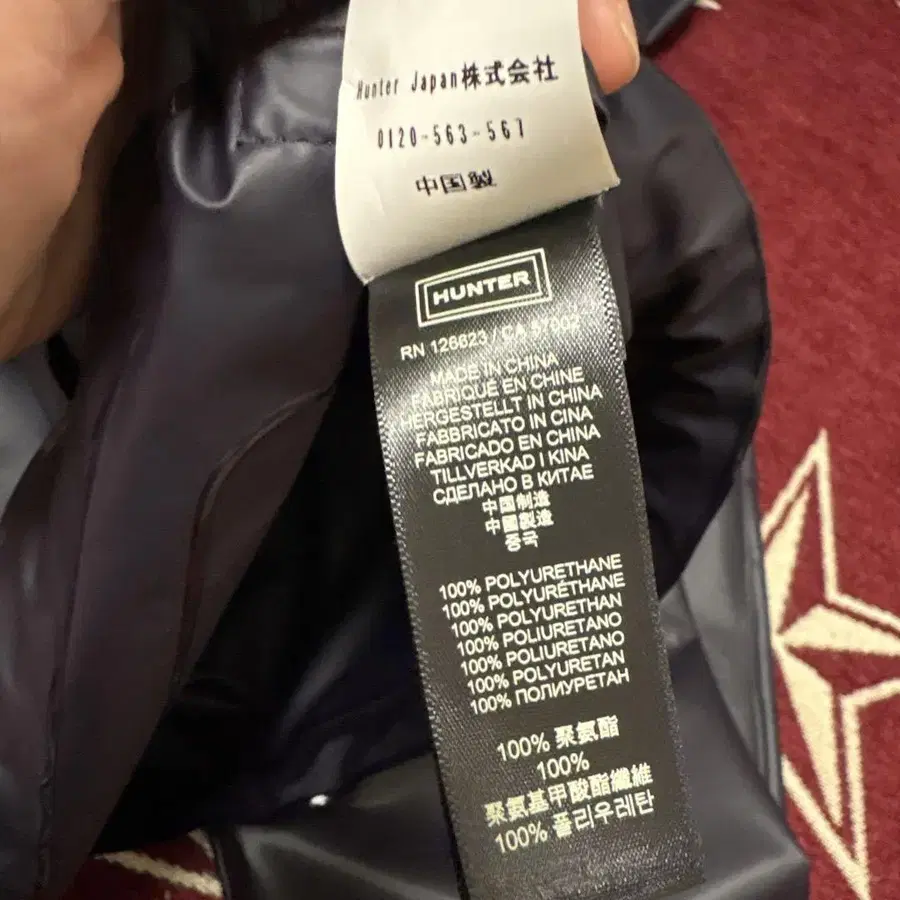 Hunter Japan株式会社
0120-563-567
中国製
HUNTER
RN 126623 / CA 57002
MADE IN CHINA
FABRIQUÉ EN CHINE
HERGESTELLT IN CHINA
FABBRICATO IN CINA
FABRICADO EN CHINA
TILLVERKAD I KINA
СДЕЛАНО В КИТАЕ
中国制造
中國製造
중국
100% POLYURETHANE
100% POLYURÉTHANE
100% POLYURETHAN
100% POLIURETANO
100% POLIURETANO
100% POLYURETAN
100% ПОЛИУРЕТАН
100% 聚氨酯
100%
聚氨基甲酸酯纖維
100% 폴리우레탄